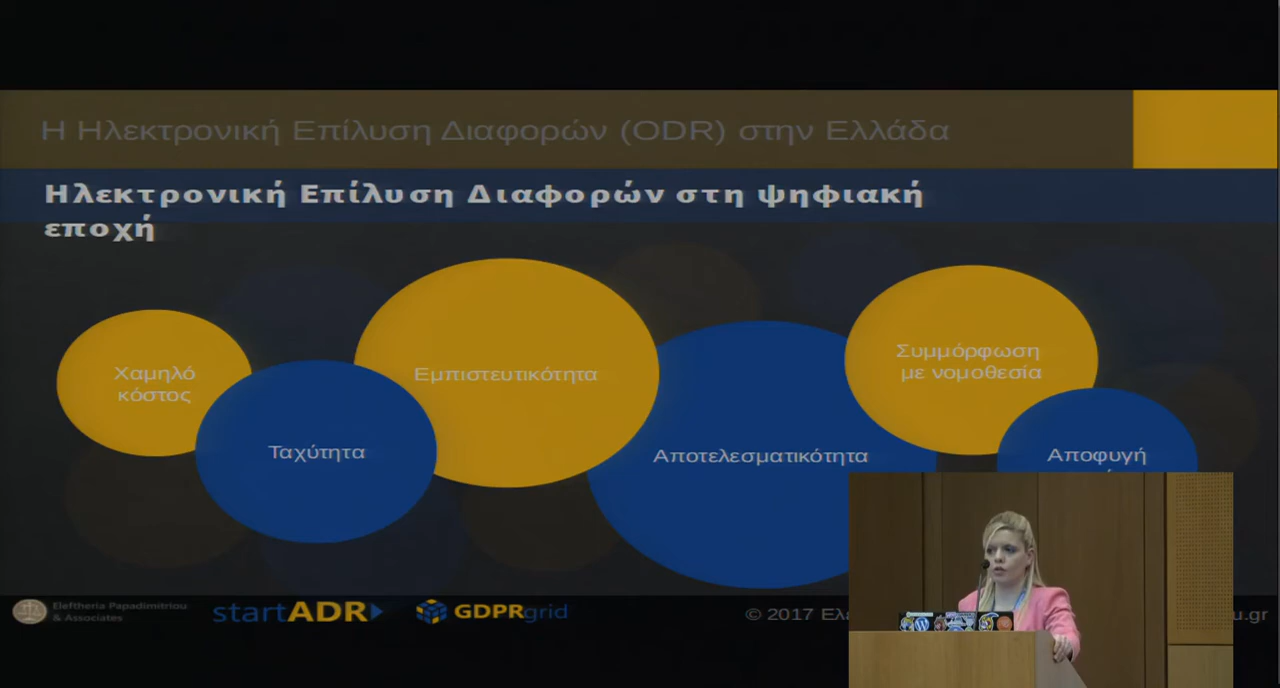 Η Ηλεκτρονική Επίλυση Διαφορών (ODR) στην Ελλάδα
Ηλεκτρονική Επίλυση Διαφορών στη ψηφιακή
εποχή
Χαμηλό
κόστος
Ταχύτητα
Εμπιστευτικότητα
Αποτελεσματικότητα
Συμμόρφωση
με νομοθεσία
Αποφυγή
Eleftheria Papadimitriou
& Associates
startADR
GDPRgrid
© 2017 Ελε
u.gr